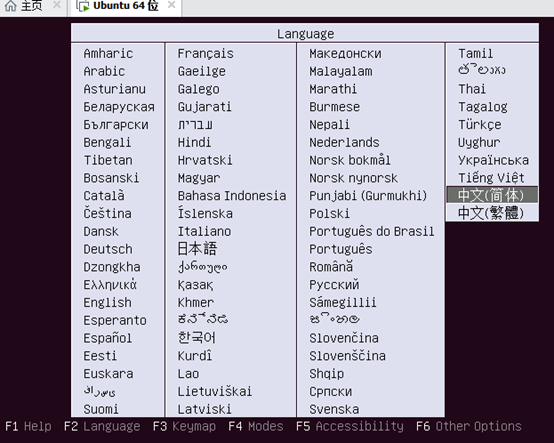 主页 × Ubuntu 64 位 ×
Language
Amharic
Arabic
Asturianu
Беларуская
Български
Bengali
Tibetan
Bosanski
Català
Čeština
Dansk
Deutsch
Dzongkha
Ελληνικά
English
Esperanto
Español
Eesti
Euskara
فارسی
Suomi
Français
Gaeilge
Galego
Gujarati
עברית
Hindi
Hrvatski
Magyar
Bahasa Indonesia
Íslenska
Italiano
日本語
ქართული
Қазақ
Khmer
ಕನ್ನಡ
한국어
Kurdî
Lao
Lietuviškai
Latviski
Македонски
Malayalam
Marathi
Burmese
Nepali
Nederlands
Norsk bokmål
Norsk nynorsk
Punjabi (Gurmukhi)
Polski
Português do Brasil
Português
Română
Русский
Sámegillii
සිංහල
Slovenčina
Slovenščina
Shqip
Српски
Svenska
Tamil
తెలుగు
Thai
Tagalog
Türkçe
Uyghur
Українська
Tiếng Việt
中文(简体)
中文(繁體)
F1 Help F2 Language F3 Keymap F4 Modes F5 Accessibility F6 Other Options